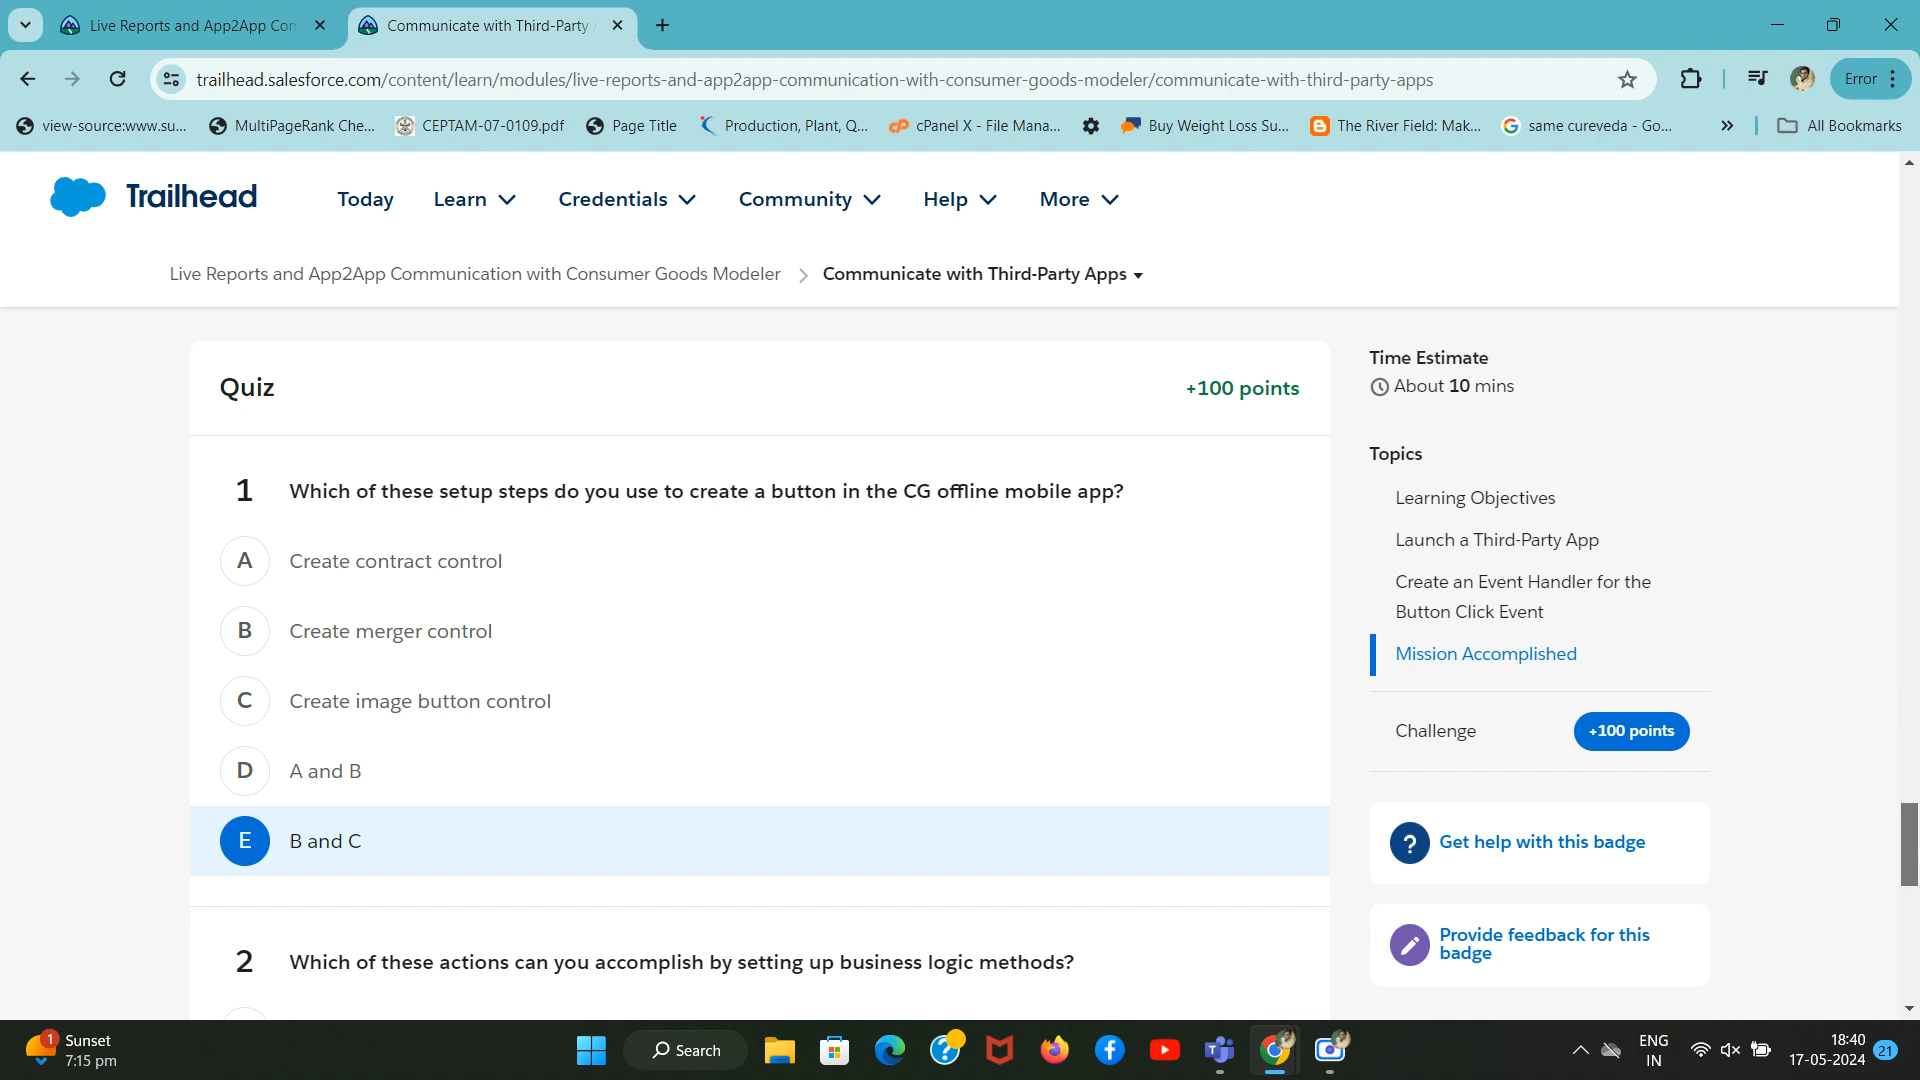 Live Reports and App2App Con
Communicate with Third-Party
trailhead.salesforce.com/content/learn/modules/live-reports-and-app2app-communication-with-consumer-goods-modeler/communicate-with-third-party-apps
Error
view-source:www.su...
MultiPageRank Che...
CEPTAM-07-0109.pdf
Page Title
Production, Plant, Q...
cPanel X - File Mana...
Buy Weight Loss Su...
The River Field: Mak...
same cureveda - Go...
All Bookmarks
Trailhead
Today
Learn
Credentials
Community
Help
More
Live Reports and App2App Communication with Consumer Goods Modeler
Communicate with Third-Party Apps
Quiz
+100 points
1
Which of these setup steps do you use to create a button in the CG offline mobile app?
A
Create contract control
B
Create merger control
C
Create image button control
D
A and B
E
B and C
2
Which of these actions can you accomplish by setting up business logic methods?
Time Estimate
About 10 mins
Topics
Learning Objectives
Launch a Third-Party App
Create an Event Handler for the
Button Click Event
Mission Accomplished
Challenge
+100 points
?
Get help with this badge
Provide feedback for this
badge
1
Sunset
7:15 pm
Search
ENG
IN
18:40
17-05-2024
21